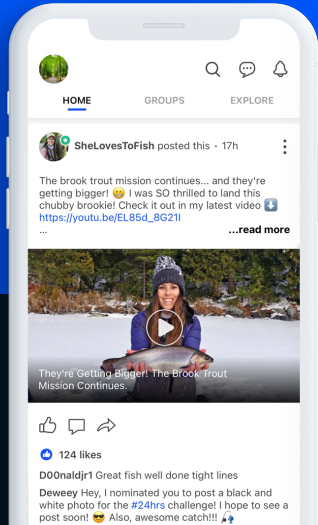 HOME GROUPS EXPLORE
SheLovesToFish posted this · 17h
The brook trout mission continues... and they're
getting bigger! 😁 I was SO thrilled to land this
chubby brookie! Check it out in my latest video ⬇️
https://youtu.be/EL85d_8G21I
... ...read more
They're Getting Bigger! The Brook Trout
Mission Continues.
124 likes
D00naldjr1 Great fish well done tight lines
Deweey Hey, I nominated you to post a black and
white photo for the #24hrs challenge! I hope to see a
post soon! 😎 Also, awesome catch!!! 🎣